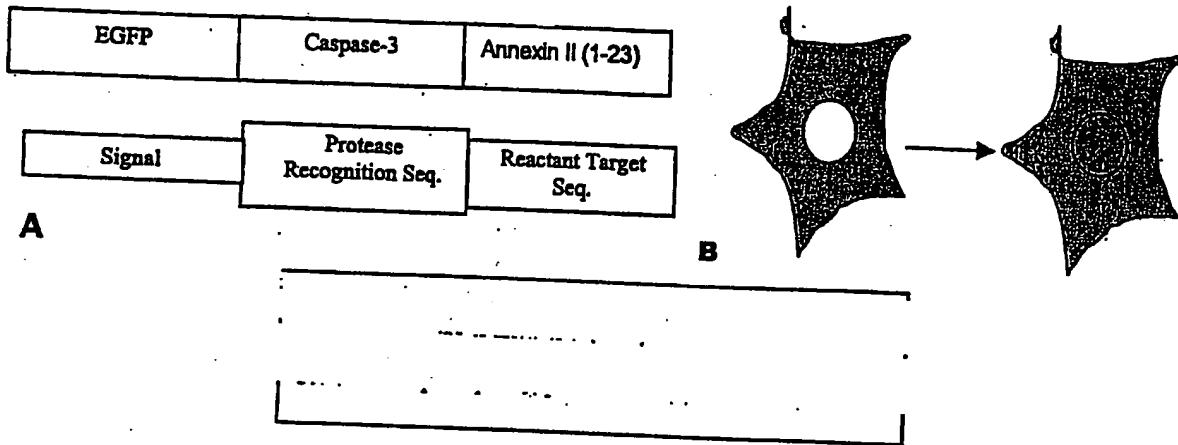 EGFP Caspase-3 Annexin II (1-23)
Signal Protease Recognition Seq. Reactant Target Seq.
A
B